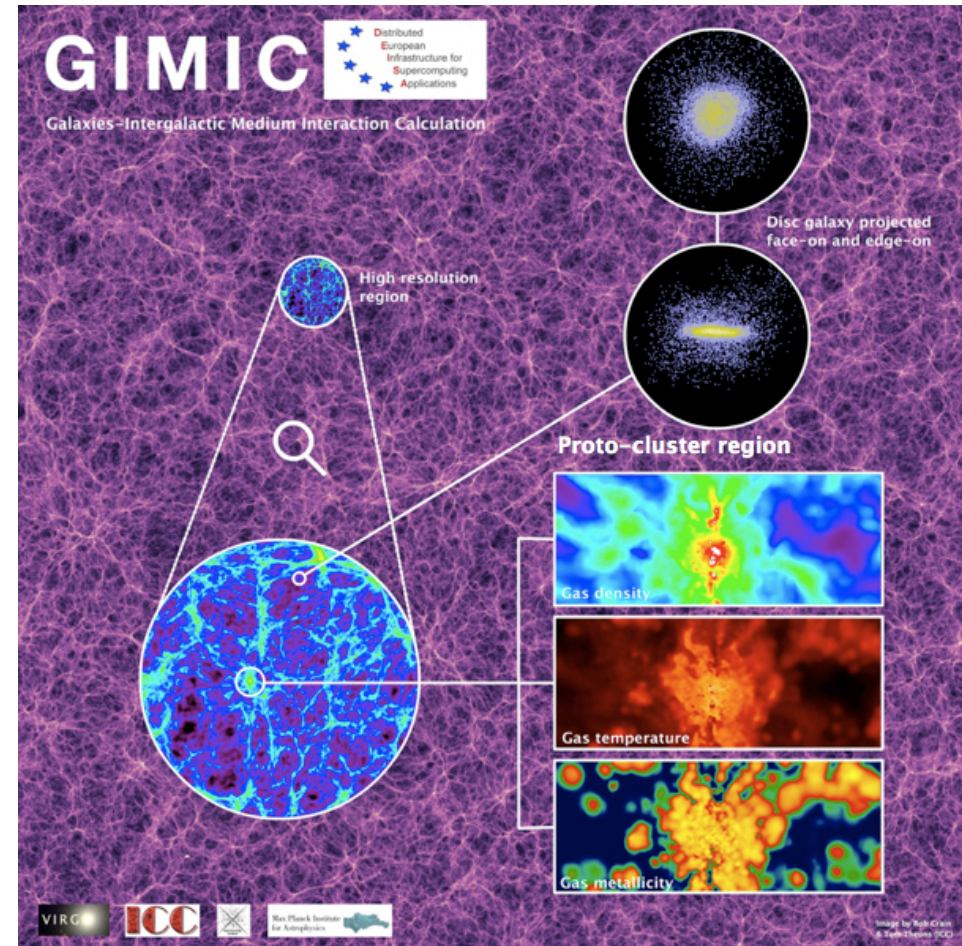 GIMIC
Distributed
European
Infrastructure for
Supercomputing
Applications
Galaxies-Intergalactic Medium Interaction Calculation
Disc galaxy projected
face-on and edge-on
High resolution
region
Proto-cluster region
Gas density
Gas temperature
Gas metallicity
VIRGO
ICC
Max Planck Institute
for Astrophysics
Image by Rob Crain
& Tom Theuns (ICC)